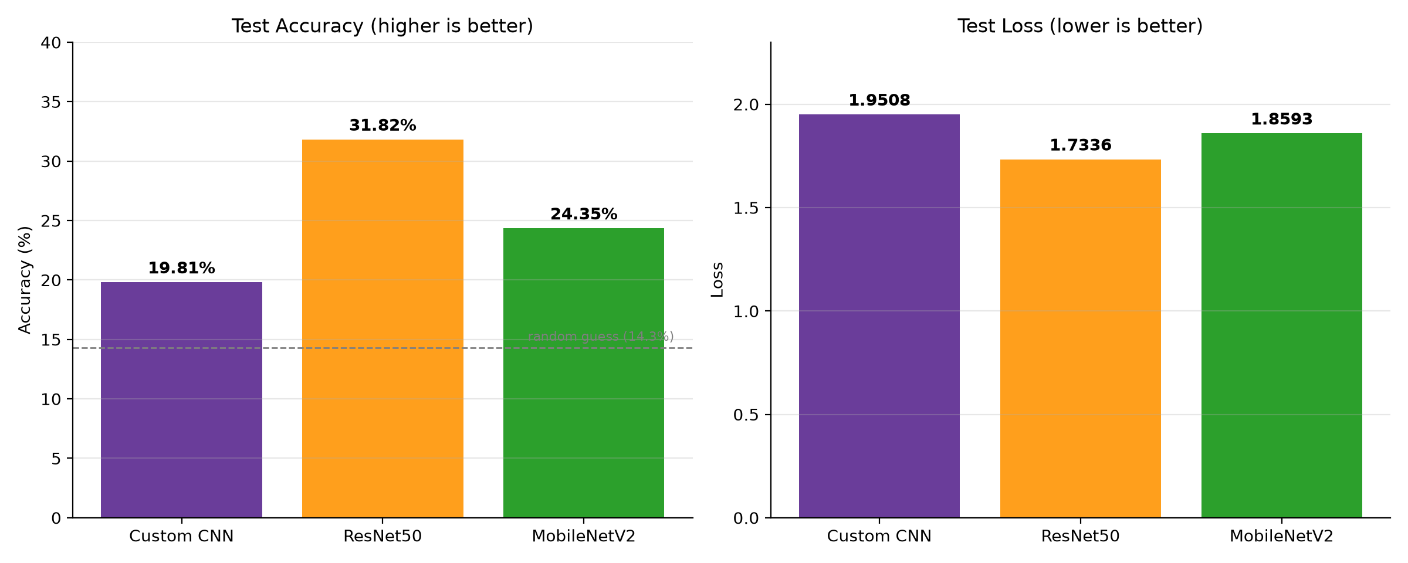 Test Accuracy (higher is better)
Accuracy (%)
40
35
30
25
20
15
10
5
0
19.81%
31.82%
24.35%
random guess (14.3%)
Custom CNN
ResNet50
MobileNetV2
Test Loss (lower is better)
Loss
2.0
1.5
1.0
0.5
0.0
1.9508
1.7336
1.8593
Custom CNN
ResNet50
MobileNetV2